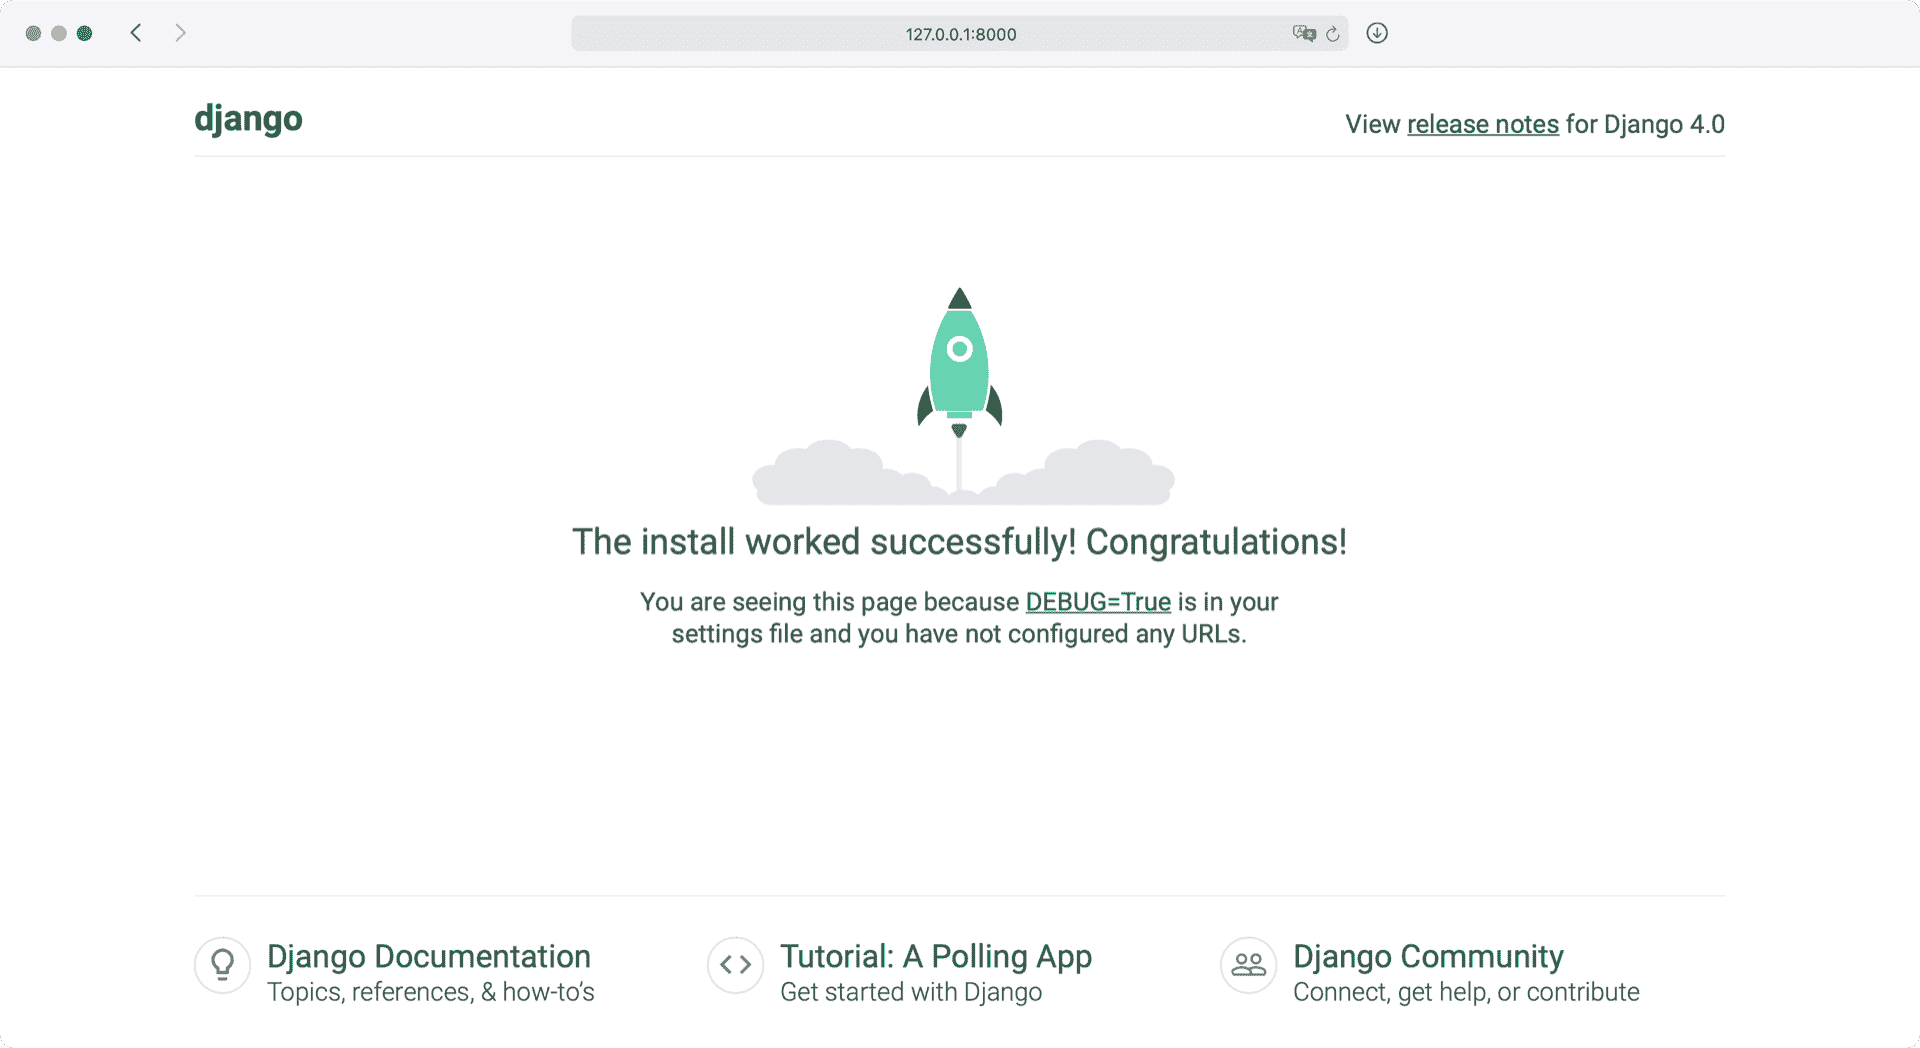 127.0.0.1:8000
django
View release notes for Django 4.0
The install worked successfully! Congratulations!
You are seeing this page because DEBUG=True is in your
settings file and you have not configured any URLs.
Django Documentation
Topics, references, & how-to’s
Tutorial: A Polling App
Get started with Django
Django Community
Connect, get help, or contribute